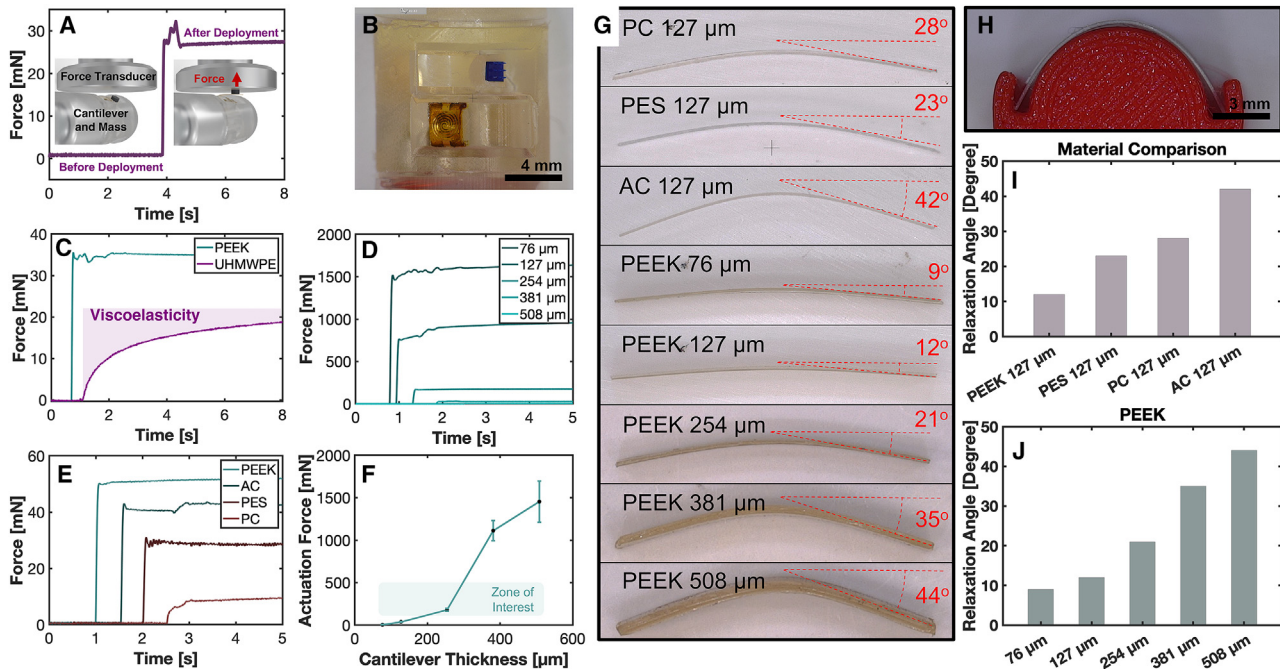 A
Force [mN]
30
20
10
0
After Deployment
Force Transducer
Force
Cantilever
and Mass
Before Deployment
0
2
4
6
8
Time [s]
B
4 mm
C
Force [mN]
40
30
20
10
0
PEEK
UHMWPE
Viscoelasticity
0
2
4
6
8
Time [s]
D
Force [mN]
2000
1500
1000
500
0
76 µm
127 µm
254 µm
381 µm
508 µm
0
1
2
3
4
5
Time [s]
E
Force [mN]
60
40
20
0
PEEK
AC
PES
PC
0
1
2
3
4
5
Time [s]
F
Actuation Force [mN]
2000
1500
1000
500
0
Zone of
Interest
0
200
400
600
Cantilever Thickness [µm]
G
PC 127 µm
28°
PES 127 µm
23°
AC 127 µm
42°
PEEK 76 µm
9°
PEEK 127 µm
12°
PEEK 254 µm
21°
PEEK 381 µm
35°
PEEK 508 µm
44°
H
3 mm
Material Comparison
I
Relaxation Angle [Degree]
50
40
30
20
10
0
PEEK 127 µm
PES 127 µm
PC 127 µm
AC 127 µm
PEEK
J
Relaxation Angle [Degree]
50
40
30
20
10
0
76 µm
127 µm
254 µm
381 µm
508 µm